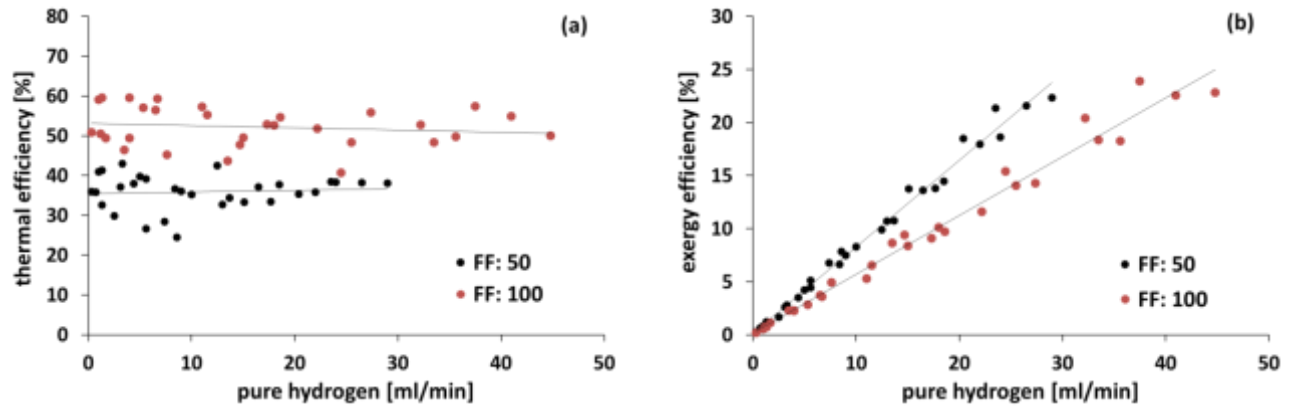 (a)
thermal efficiency [%]
80
70
60
50
40
30
20
10
0
FF: 50
FF: 100
0 10 20 30 40 50
pure hydrogen [ml/min]
(b)
exergy efficiency [%]
30
25
20
15
10
5
0
FF: 50
FF: 100
0 10 20 30 40 50
pure hydrogen [ml/min]